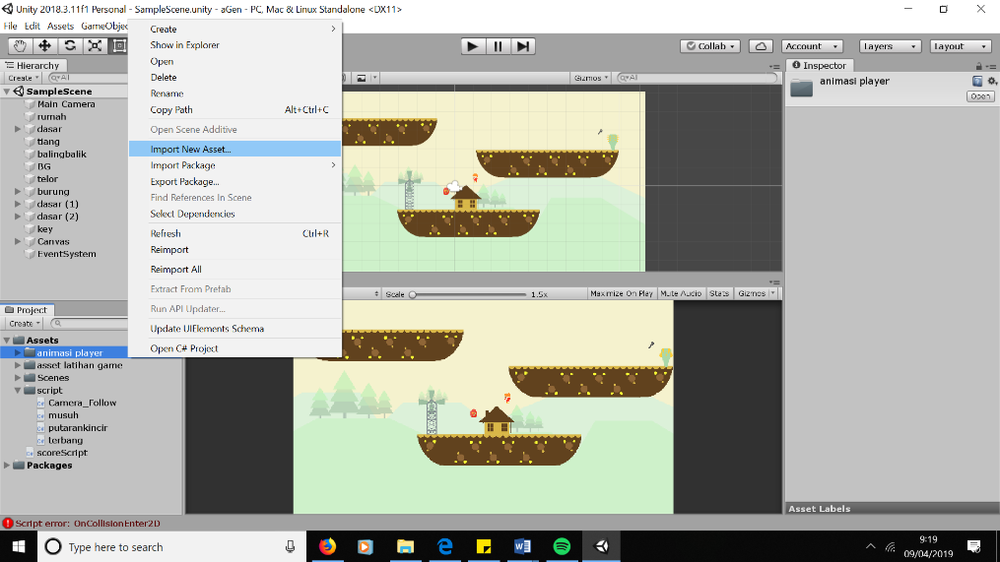 Unity 2018.3.11f1 Personal - SampleScene.unity - aGen - PC, Mac & Linux Standalone <DX11>
File Edit Assets GameObjec
Collab Account Layers Layout
Create
Show in Explorer
Open
Delete
Rename
Copy Path Alt+Ctrl+C
Open Scene Additive
Import New Asset...
Import Package
Export Package...
Find References In Scene
Select Dependencies
Refresh Ctrl+R
Reimport
Reimport All
Extract From Prefab
Run API Updater...
Update UIElements Schema
Open C# Project
Hierarchy
Create All
SampleScene
Main Camera
rumah
dasar
tiang
balingbalik
BG
telor
burung
dasar (1)
dasar (2)
key
Canvas
EventSystem
Gizmos All
Scale 1.5x Maximize On Play Mute Audio Stats Gizmos
Inspector
animasi player
Open
Asset Labels
Project
Create
Assets
animasi player
asset latihan game
Scenes
script
Camera_Follow
musuh
putarankincir
terbang
scoreScript
Packages
Script error: OnCollisionEnter2D
Type here to search
9:19
09/04/2019